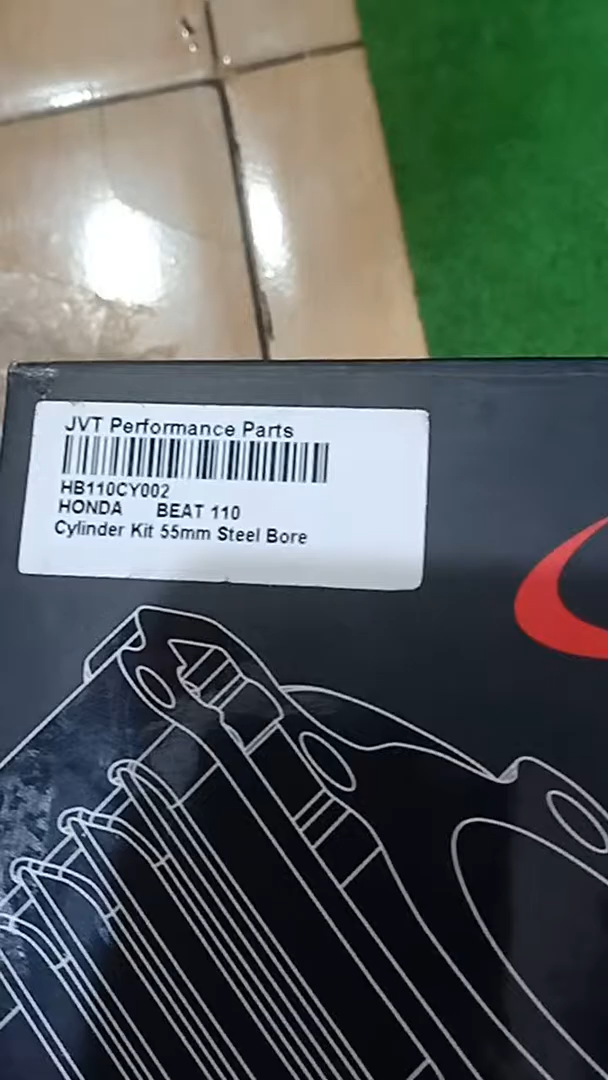 JVT Performance Parts
HB110CY002
HONDA BEAT 110
Cylinder Kit 55mm Steel Bore